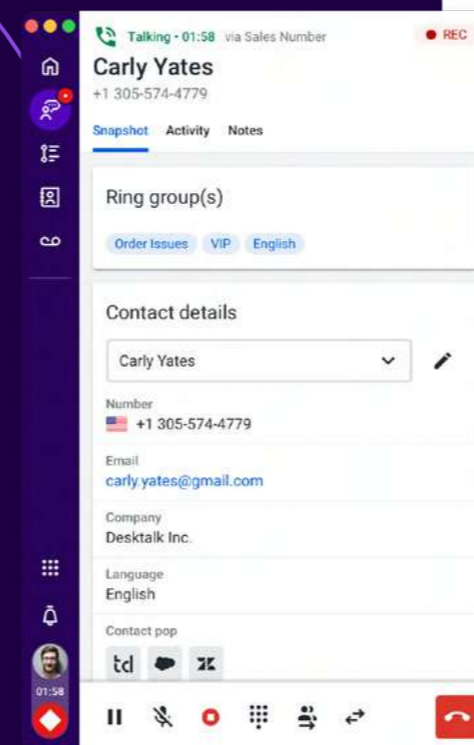 Talking • 01:58 via Sales Number
REC
Carly Yates
+1 305-574-4779
Snapshot Activity Notes
Ring group(s)
Order Issues VIP English
Contact details
Carly Yates
Number
+1 305-574-4779
Email
carly.yates@gmail.com
Company
Desktalk Inc.
Language
English
Contact pop
td
01:58